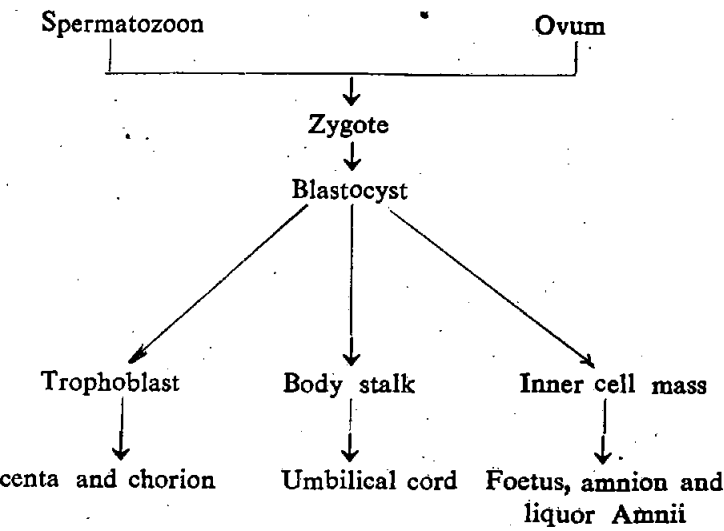 Spermatozoon Ovum
Zygote
Blastocyst
Trophoblast Body stalk Inner cell mass
centa and chorion Umbilical cord Foetus, amnion and
liquor Amnii